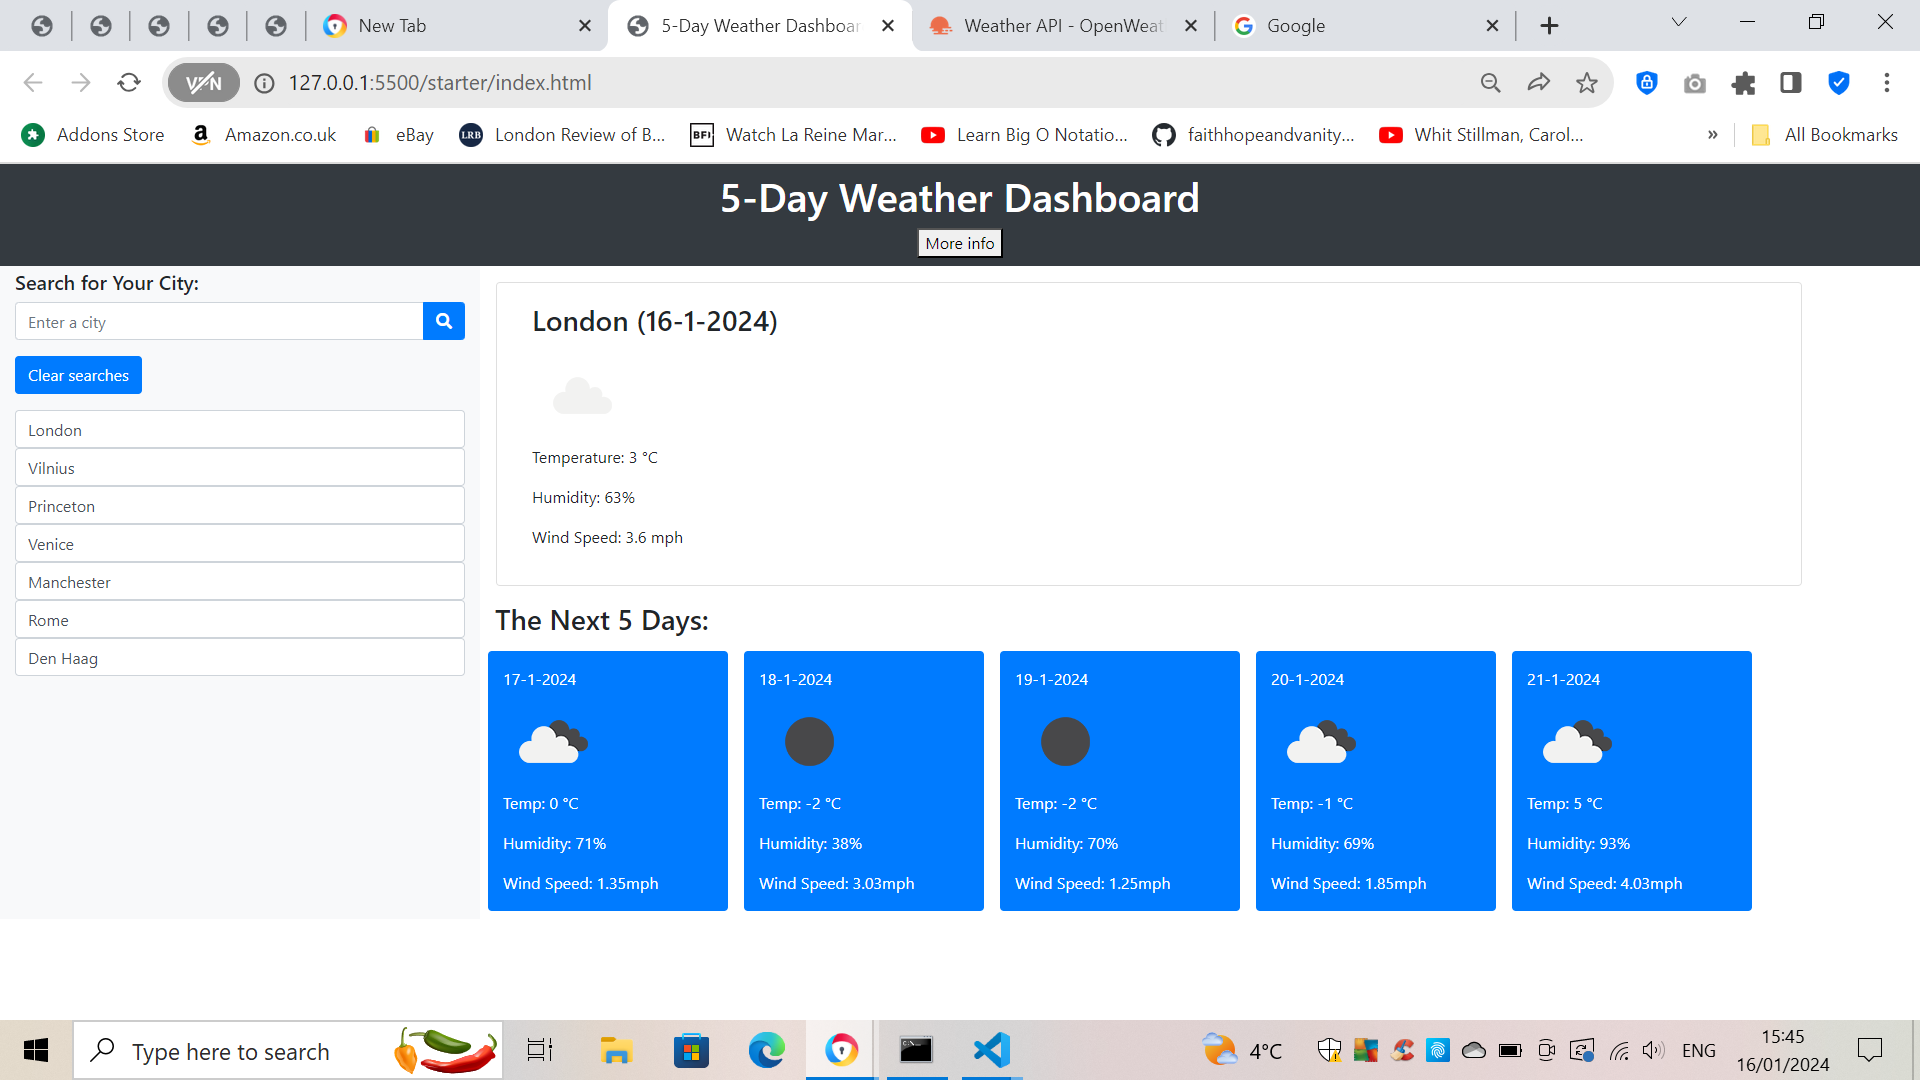 New Tab
5-Day Weather Dashboar
Weather API - OpenWeat
Google
VPN
127.0.0.1:5500/starter/index.html
Addons Store
Amazon.co.uk
eBay
LRB
London Review of B...
BFI
Watch La Reine Mar...
Learn Big O Notatio...
faithhopeandvanity...
Whit Stillman, Carol...
»
All Bookmarks
5-Day Weather Dashboard
More info
Search for Your City:
Enter a city
Clear searches
London
Vilnius
Princeton
Venice
Manchester
Rome
Den Haag
London (16-1-2024)
Temperature: 3 °C
Humidity: 63%
Wind Speed: 3.6 mph
The Next 5 Days:
17-1-2024
Temp: 0 °C
Humidity: 71%
Wind Speed: 1.35mph
18-1-2024
Temp: -2 °C
Humidity: 38%
Wind Speed: 3.03mph
19-1-2024
Temp: -2 °C
Humidity: 70%
Wind Speed: 1.25mph
20-1-2024
Temp: -1 °C
Humidity: 69%
Wind Speed: 1.85mph
21-1-2024
Temp: 5 °C
Humidity: 93%
Wind Speed: 4.03mph
Type here to search
4°C
ENG
15:45
16/01/2024